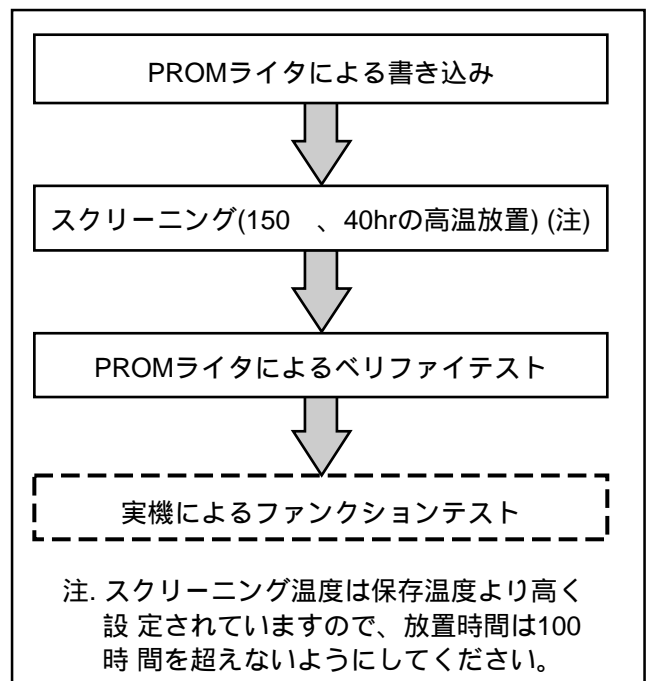 PROMライタによる書き込み
スクリーニング(150　、40hrの高温放置) (注)
PROMライタによるベリファイテスト
実機によるファンクションテスト
注. スクリーニング温度は保存温度より高く
設 定されていますので、放置時間は100
時 間を超えないようにしてください。